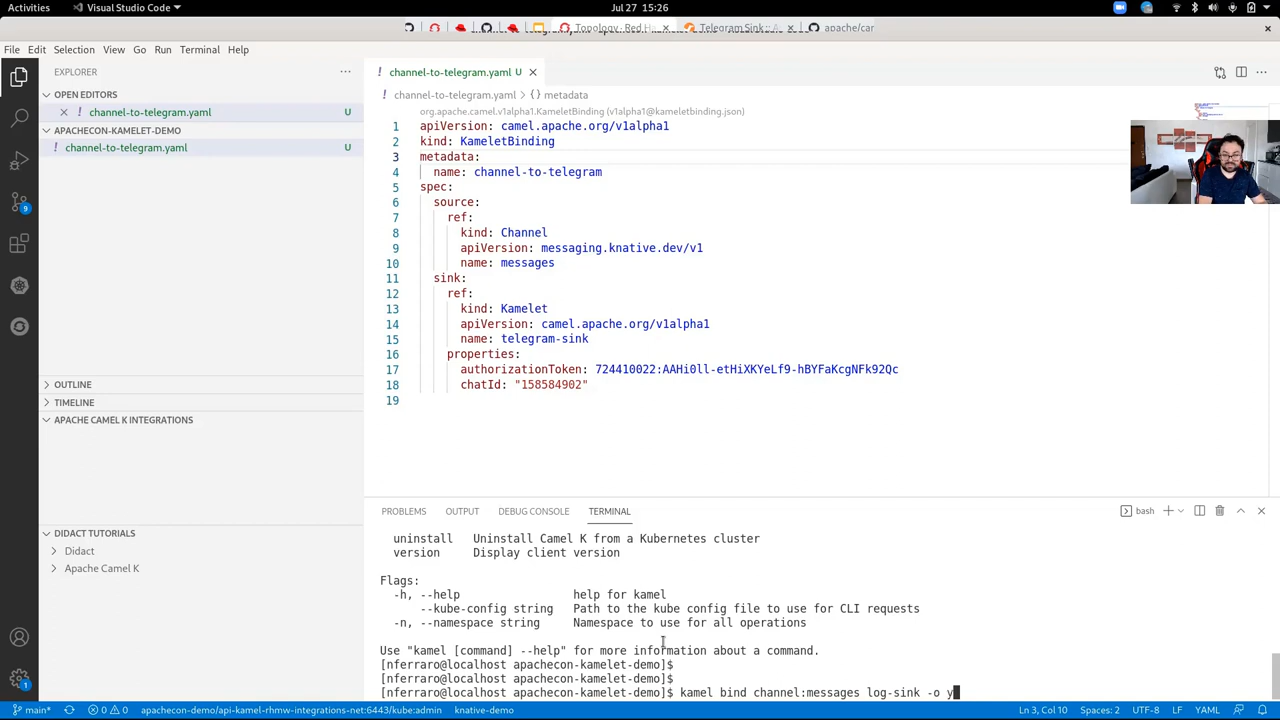 Activities
Visual Studio Code
Jul 27 15:26
Topology · Red H
Telegram Sink ::
apache/car
File Edit Selection View Go Run Terminal Help
EXPLORER
OPEN EDITORS
channel-to-telegram.yaml U
APACHECON-KAMELET-DEMO
channel-to-telegram.yaml U
OUTLINE
TIMELINE
APACHE CAMEL K INTEGRATIONS
DIDACT TUTORIALS
Didact
Apache Camel K
9
1
channel-to-telegram.yaml U
channel-to-telegram.yaml > metadata
org.apache.camel.v1alpha1.KameletBinding (v1alpha1@kameletbinding.json)
1 apiVersion: camel.apache.org/v1alpha1
2 kind: KameletBinding
3 metadata:
4 name: channel-to-telegram
5 spec:
6 source:
7 ref:
8 kind: Channel
9 apiVersion: messaging.knative.dev/v1
10 name: messages
11 sink:
12 ref:
13 kind: Kamelet
14 apiVersion: camel.apache.org/v1alpha1
15 name: telegram-sink
16 properties:
17 authorizationToken: 724410022:AAHi0ll-etHiXKYeLf9-hBYFaKcgNFk92Qc
18 chatId: "158584902"
19
PROBLEMS OUTPUT DEBUG CONSOLE TERMINAL
bash
uninstall Uninstall Camel K from a Kubernetes cluster
version Display client version
Flags:
-h, --help help for kamel
--kube-config string Path to the kube config file to use for CLI requests
-n, --namespace string Namespace to use for all operations
Use "kamel [command] --help" for more information about a command.
[nferraro@localhost apachecon-kamelet-demo]$
[nferraro@localhost apachecon-kamelet-demo]$
[nferraro@localhost apachecon-kamelet-demo]$ kamel bind channel:messages log-sink -o y
main* 0 0 apachecon-demo/api-kamel-rhmw-integrations-net:6443/kube:admin knative-demo Ln 3, Col 10 Spaces: 2 UTF-8 LF YAML